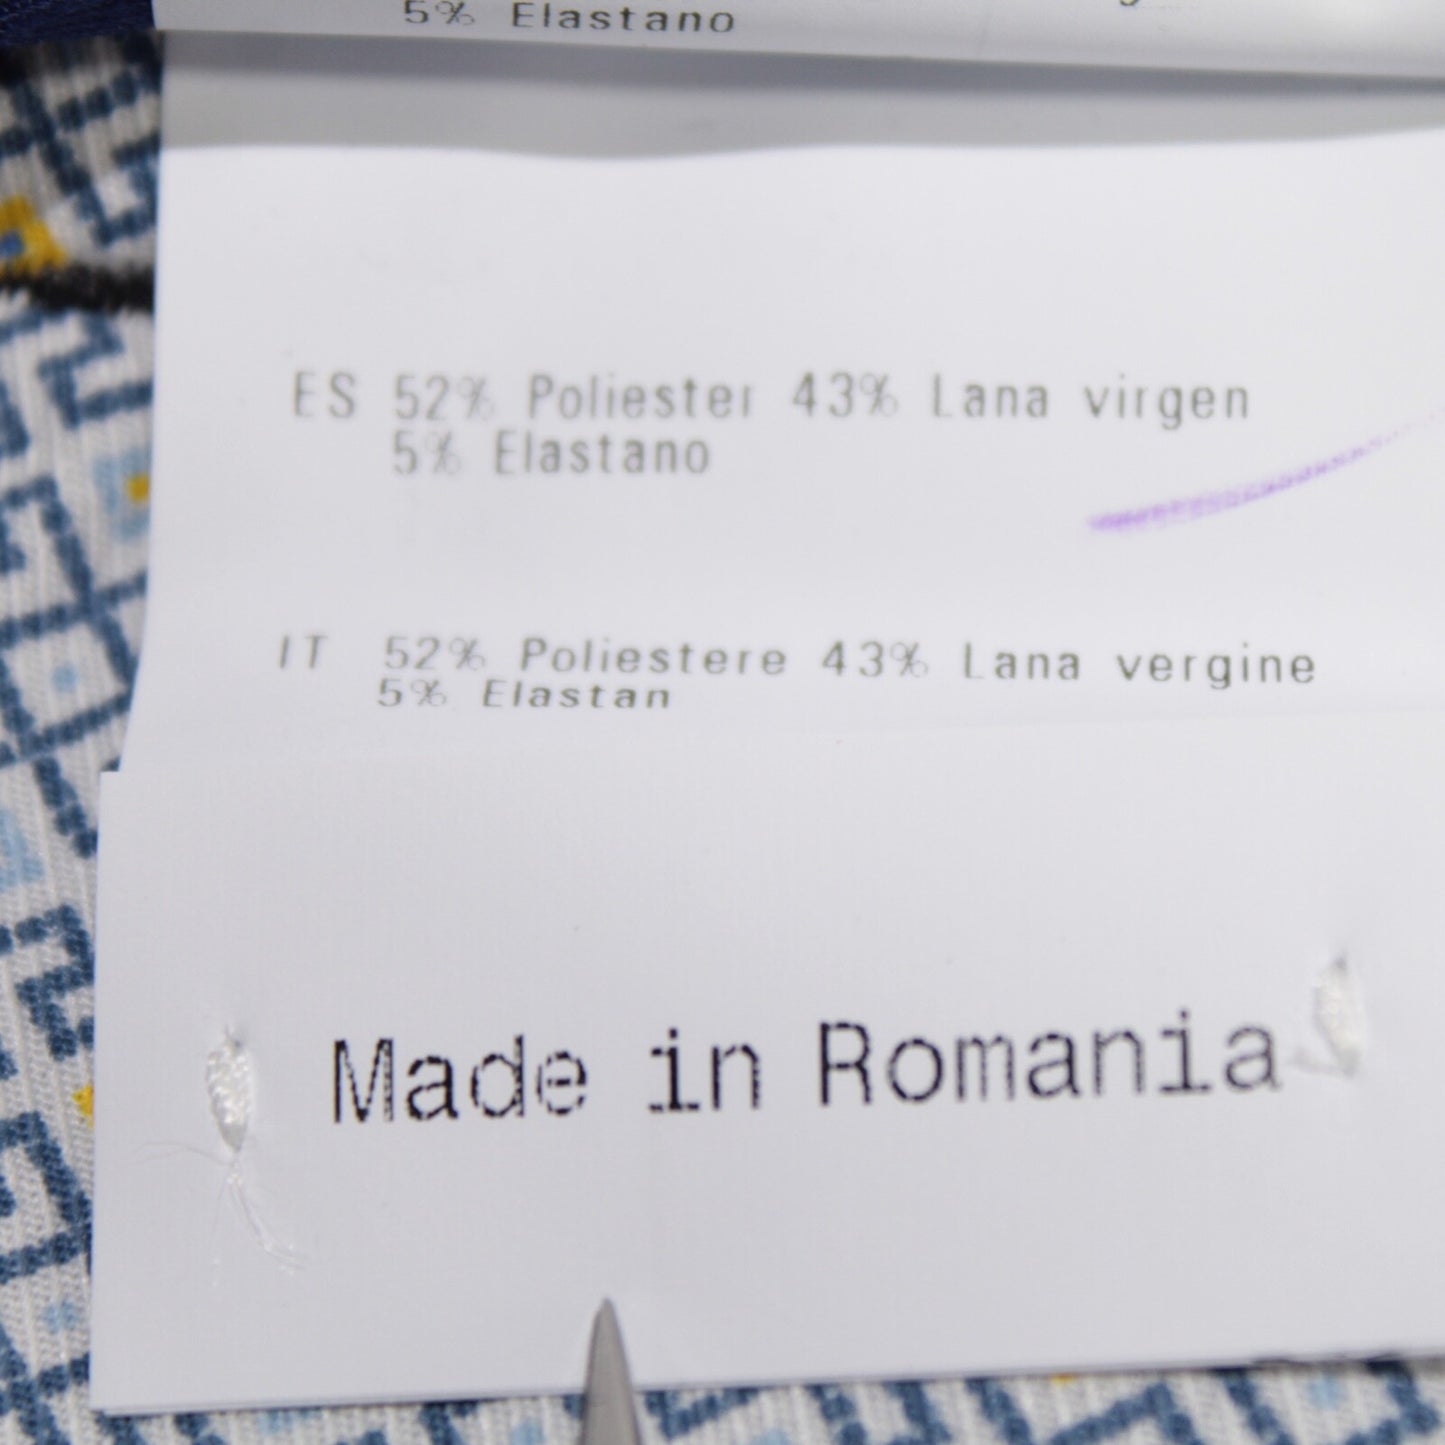 5% Elastano
ES 52% Poliester 43% Lana virgen
5% Elastano
IT 52% Poliestere 43% Lana vergine
5% Elastan
Made in Romania